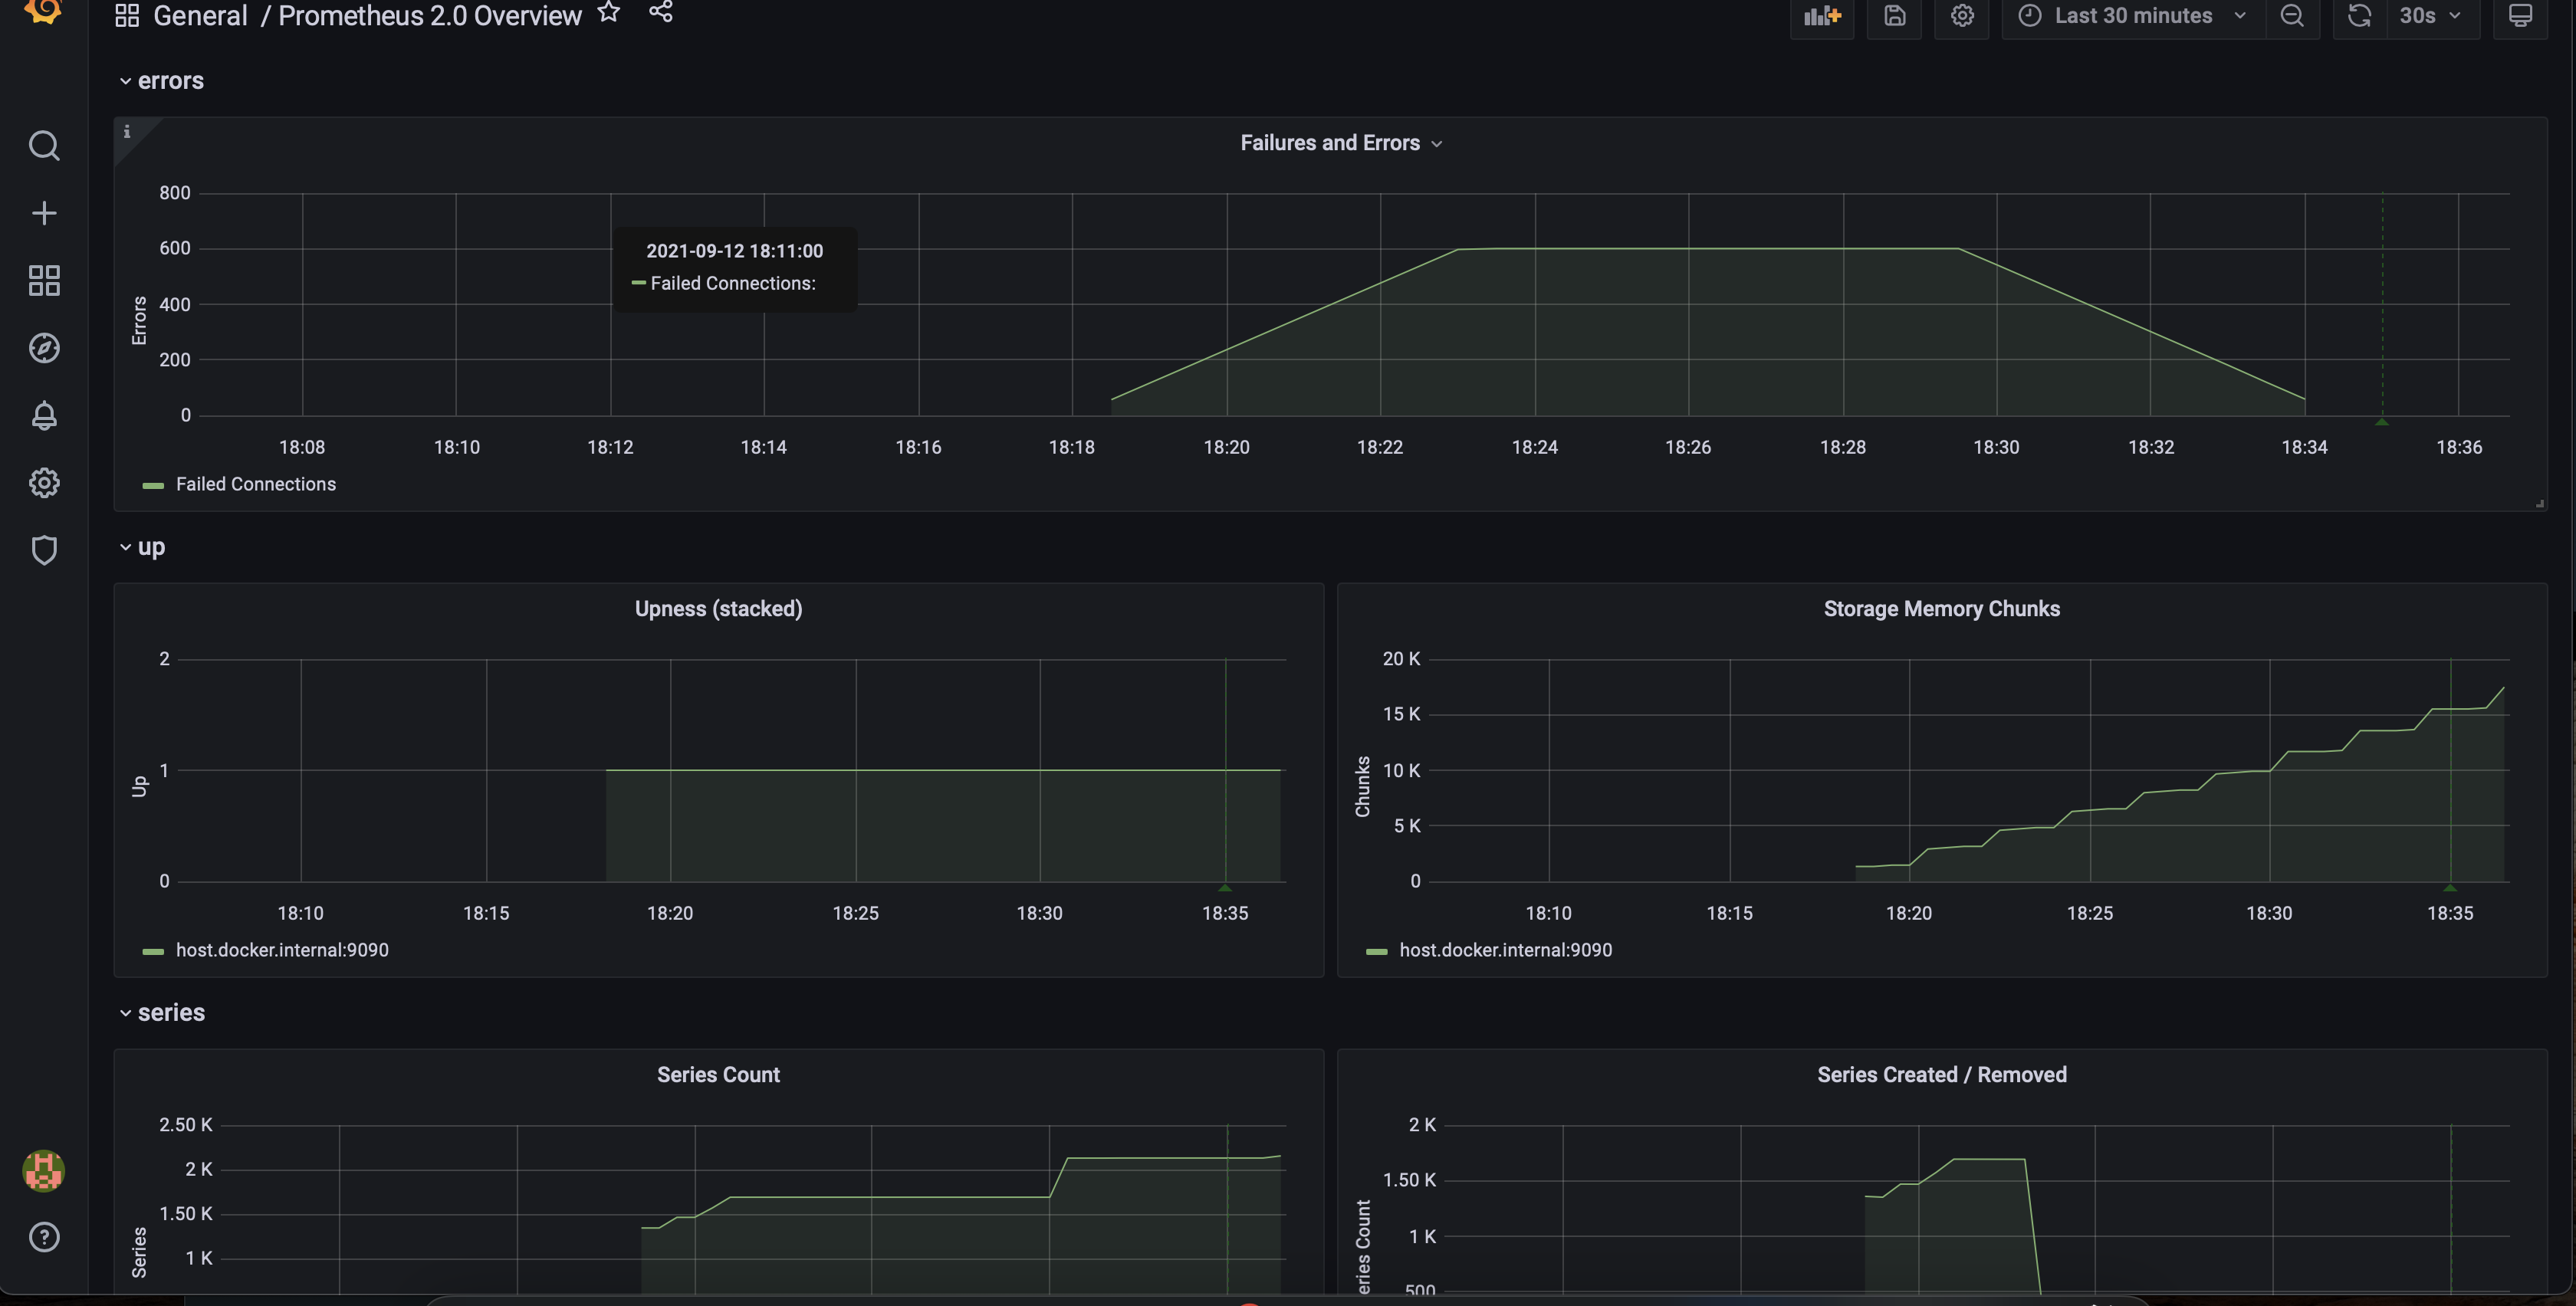 General / Prometheus 2.0 Overview
Last 30 minutes
30s
errors
i
Failures and Errors
800
600
400
200
0
Errors
2021-09-12 18:11:00
Failed Connections:
18:08 18:10 18:12 18:14 18:16 18:18 18:20 18:22 18:24 18:26 18:28 18:30 18:32 18:34 18:36
Failed Connections
up
Upness (stacked)
2
1
0
Up
18:10 18:15 18:20 18:25 18:30 18:35
host.docker.internal:9090
Storage Memory Chunks
20 K
15 K
10 K
5 K
0
Chunks
18:10 18:15 18:20 18:25 18:30 18:35
host.docker.internal:9090
series
Series Count
2.50 K
2 K
1.50 K
1 K
Series
Series Created / Removed
2 K
1.50 K
1 K
500
eries Count